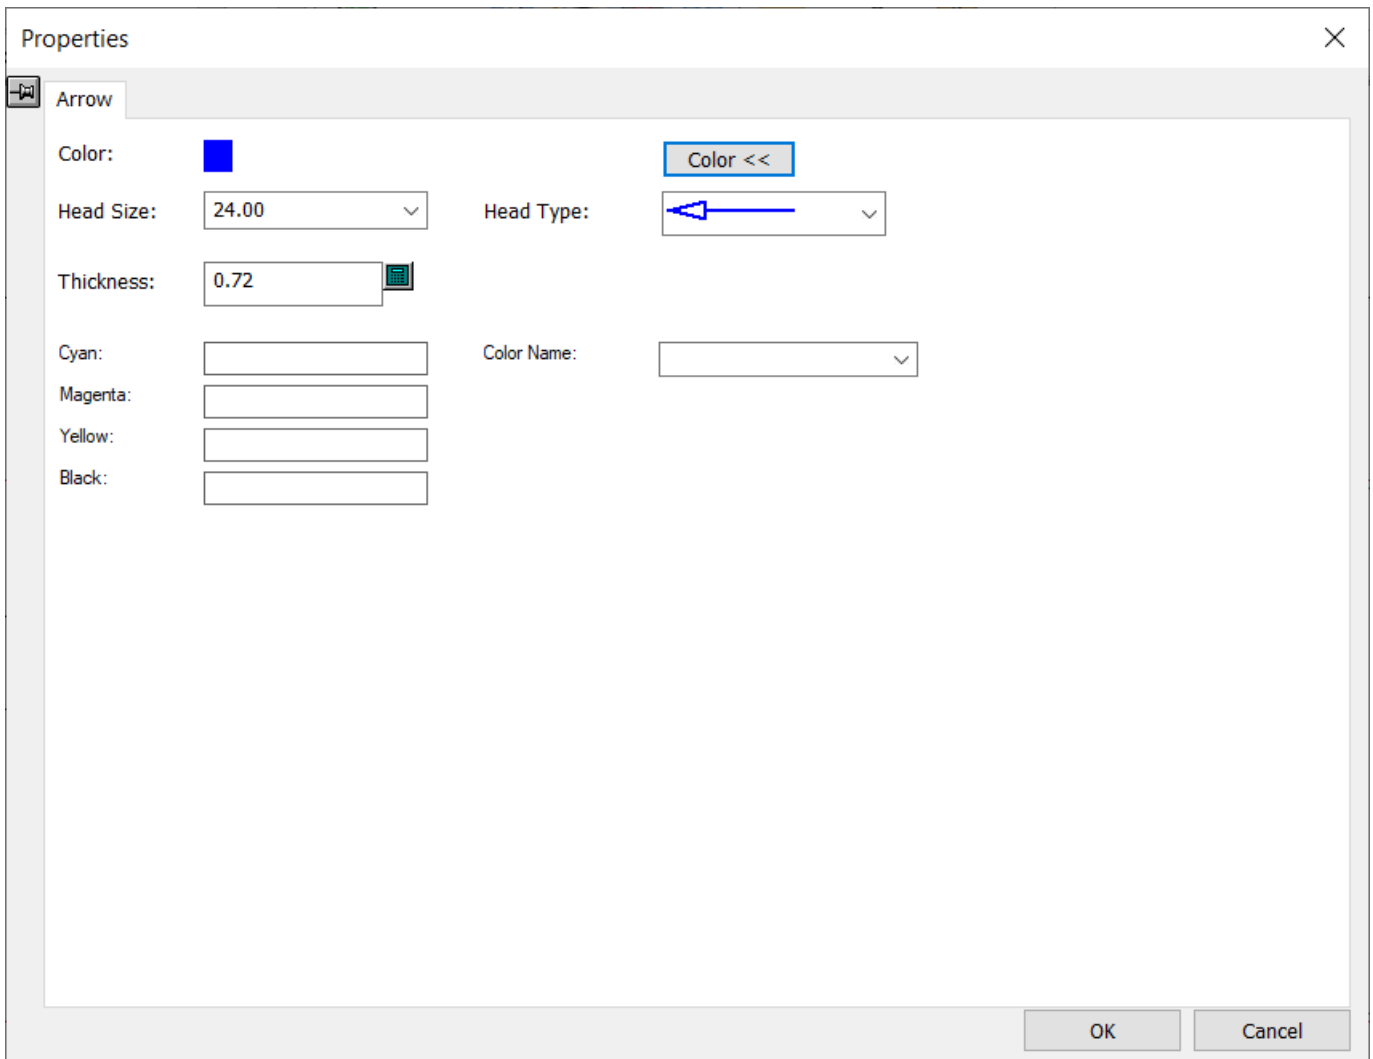 Properties
Arrow
Color:
Color <<
Head Size: 24.00 Head Type:
Thickness: 0.72
Cyan: Color Name:
Magenta:
Yellow:
Black:
OK Cancel